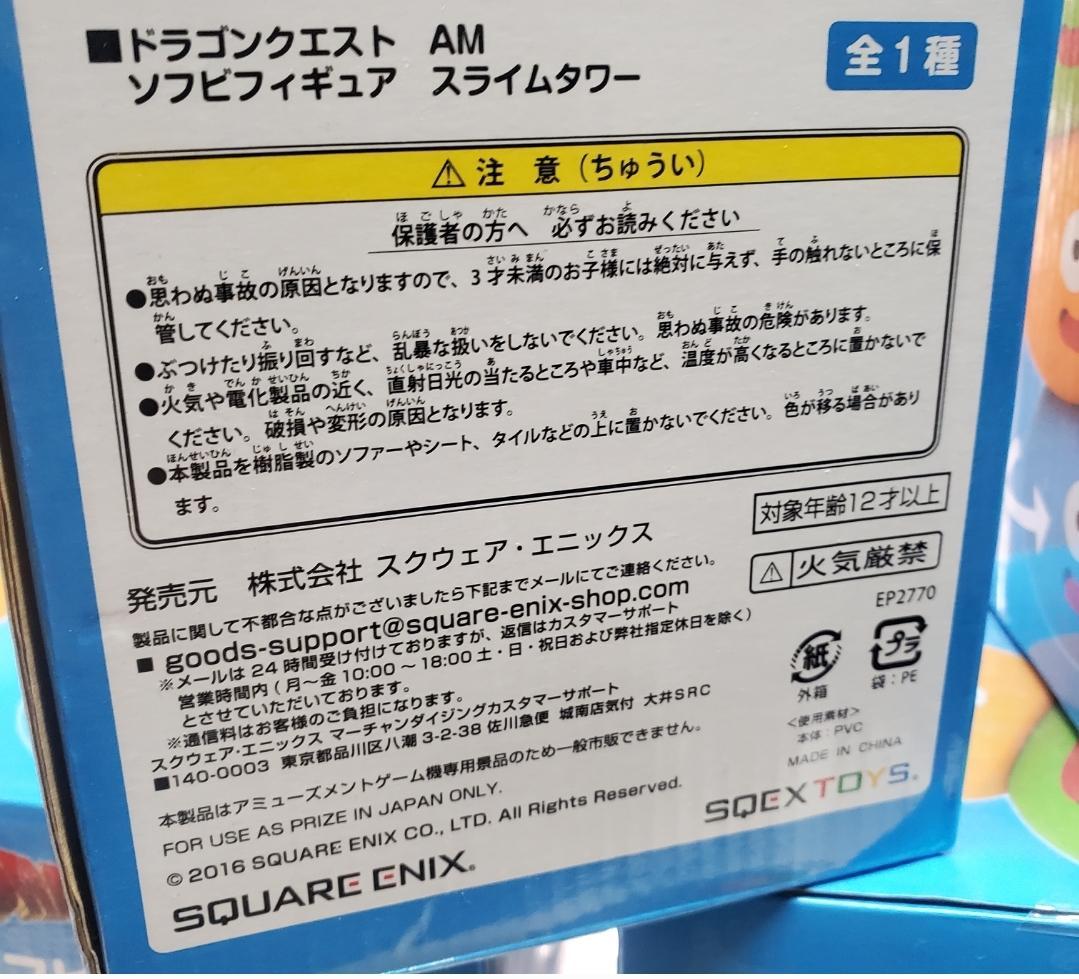 ■ドラゴンクエスト AM
ソフビフィギュア スライムタワー
全1種
⚠注 意(ちゅうい)
保護者の方へ 必ずお読みください
●思わぬ事故の原因となりますので、3才未満のお子様には絶対に与えず、手の触れないところに保
管してください。
●ぶつけたり振り回すなど、乱暴な扱いをしないでください。思わぬ事故の危険があります。
●火気や電化製品の近く、直射日光の当たるところや車中など、温度が高くなるところに置かないで
ください。破損や変形の原因となります。
●本製品を樹脂製のソファーやシート、タイルなどの上に置かないでください。色が移る場合があり
ます。
対象年齢12才以上
⚠火気厳禁
EP2770
発売元 株式会社 スクウェア・エニックス
製品に関して不都合な点がございましたら下記までメールにてご連絡ください。
■ goods-support@square-enix-shop.com
※メールは24時間受け付けておりますが、返信はカスタマーサポート
営業時間内(月～金10:00～18:00土・日・祝日および弊社指定休日を除く)
とさせていただいております。
※通信料はお客様のご負担になります。
スクウェア・エニックス マーチャンダイジングカスタマーサポート
■140-0003 東京都品川区八潮3-2-38 佐川急便 城南店気付 大井SRC
紙
外箱
プラ
袋:PE
<使用素材>
本体:PVC
MADE IN CHINA
本製品はアミューズメントゲーム機専用景品のため一般市販できません。
FOR USE AS PRIZE IN JAPAN ONLY.
© 2016 SQUARE ENIX CO., LTD. All Rights Reserved.
SQUARE ENIX.
SQEX TOYS.